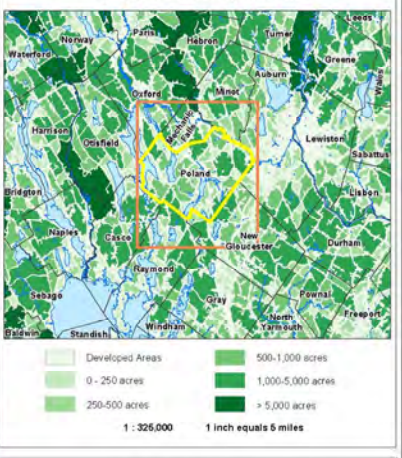 Leeds
Norway
Paris
Hebron
Turner
Waterford
Greene
Auburn
Wales
Oxford
Minot
Mechanic
Falls
Harrison
Otisfield
Lewiston
Sabattus
Poland
Bridgton
Lisbon
Naples
Casco
New
Gloucester
Durham
Raymond
Sebago
Gray
Pownal
Freeport
North
Yarmouth
Baldwin
Standish
Windham
Developed Areas
500-1,000 acres
0 - 250 acres
1,000-5,000 acres
250-500 acres
> 5,000 acres
1 : 325,000 1 inch equals 5 miles